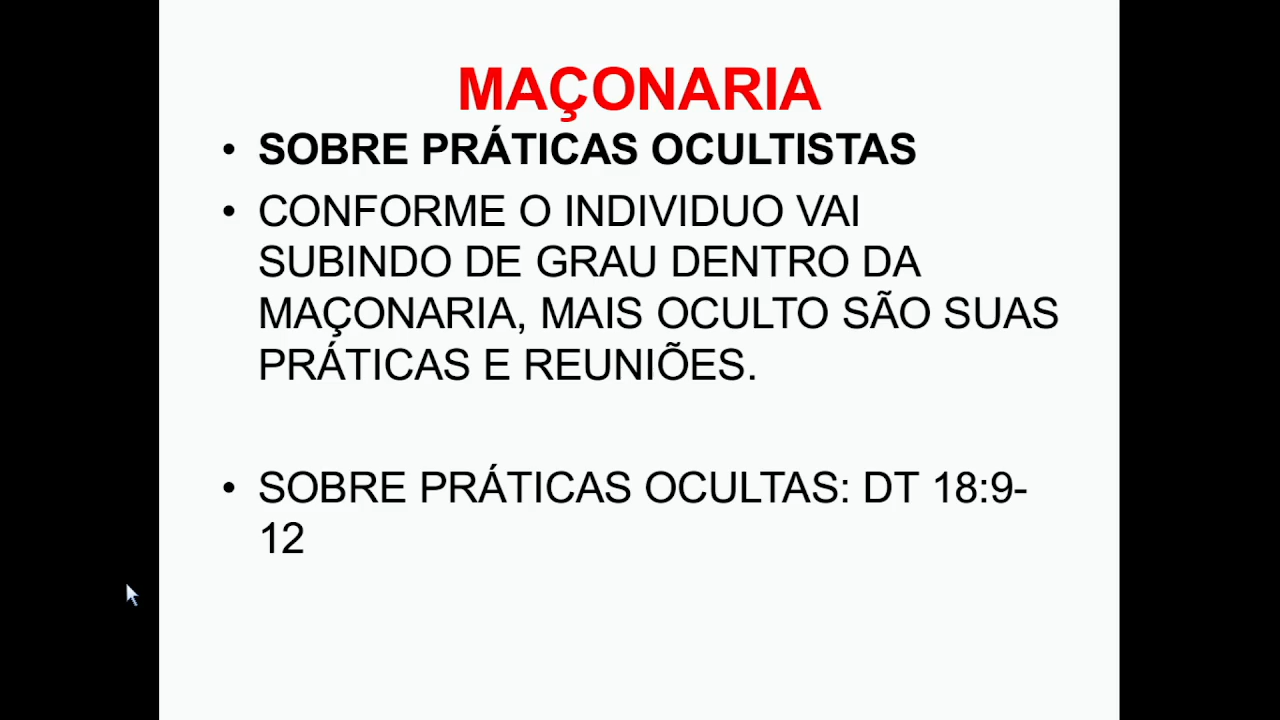 MAÇONARIA
• SOBRE PRÁTICAS OCULTISTAS
• CONFORME O INDIVIDUO VAI
SUBINDO DE GRAU DENTRO DA
MAÇONARIA, MAIS OCULTO SÃO SUAS
PRÁTICAS E REUNIÕES.
• SOBRE PRÁTICAS OCULTAS: DT 18:9-
12